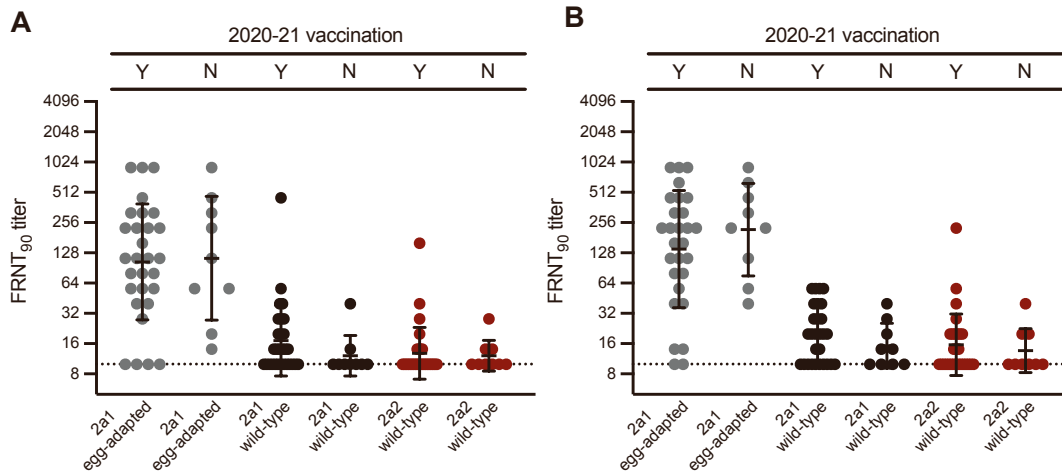 A
2020-21 vaccination
Y N Y N Y N
4096
2048
1024
512
256
128
64
32
16
8
FRNT90 titer
2a1 egg-adapted
2a1 egg-adapted
2a1 wild-type
2a1 wild-type
2a2 wild-type
2a2 wild-type
B
2020-21 vaccination
Y N Y N Y N
4096
2048
1024
512
256
128
64
32
16
8
FRNT90 titer
2a1 egg-adapted
2a1 egg-adapted
2a1 wild-type
2a1 wild-type
2a2 wild-type
2a2 wild-type